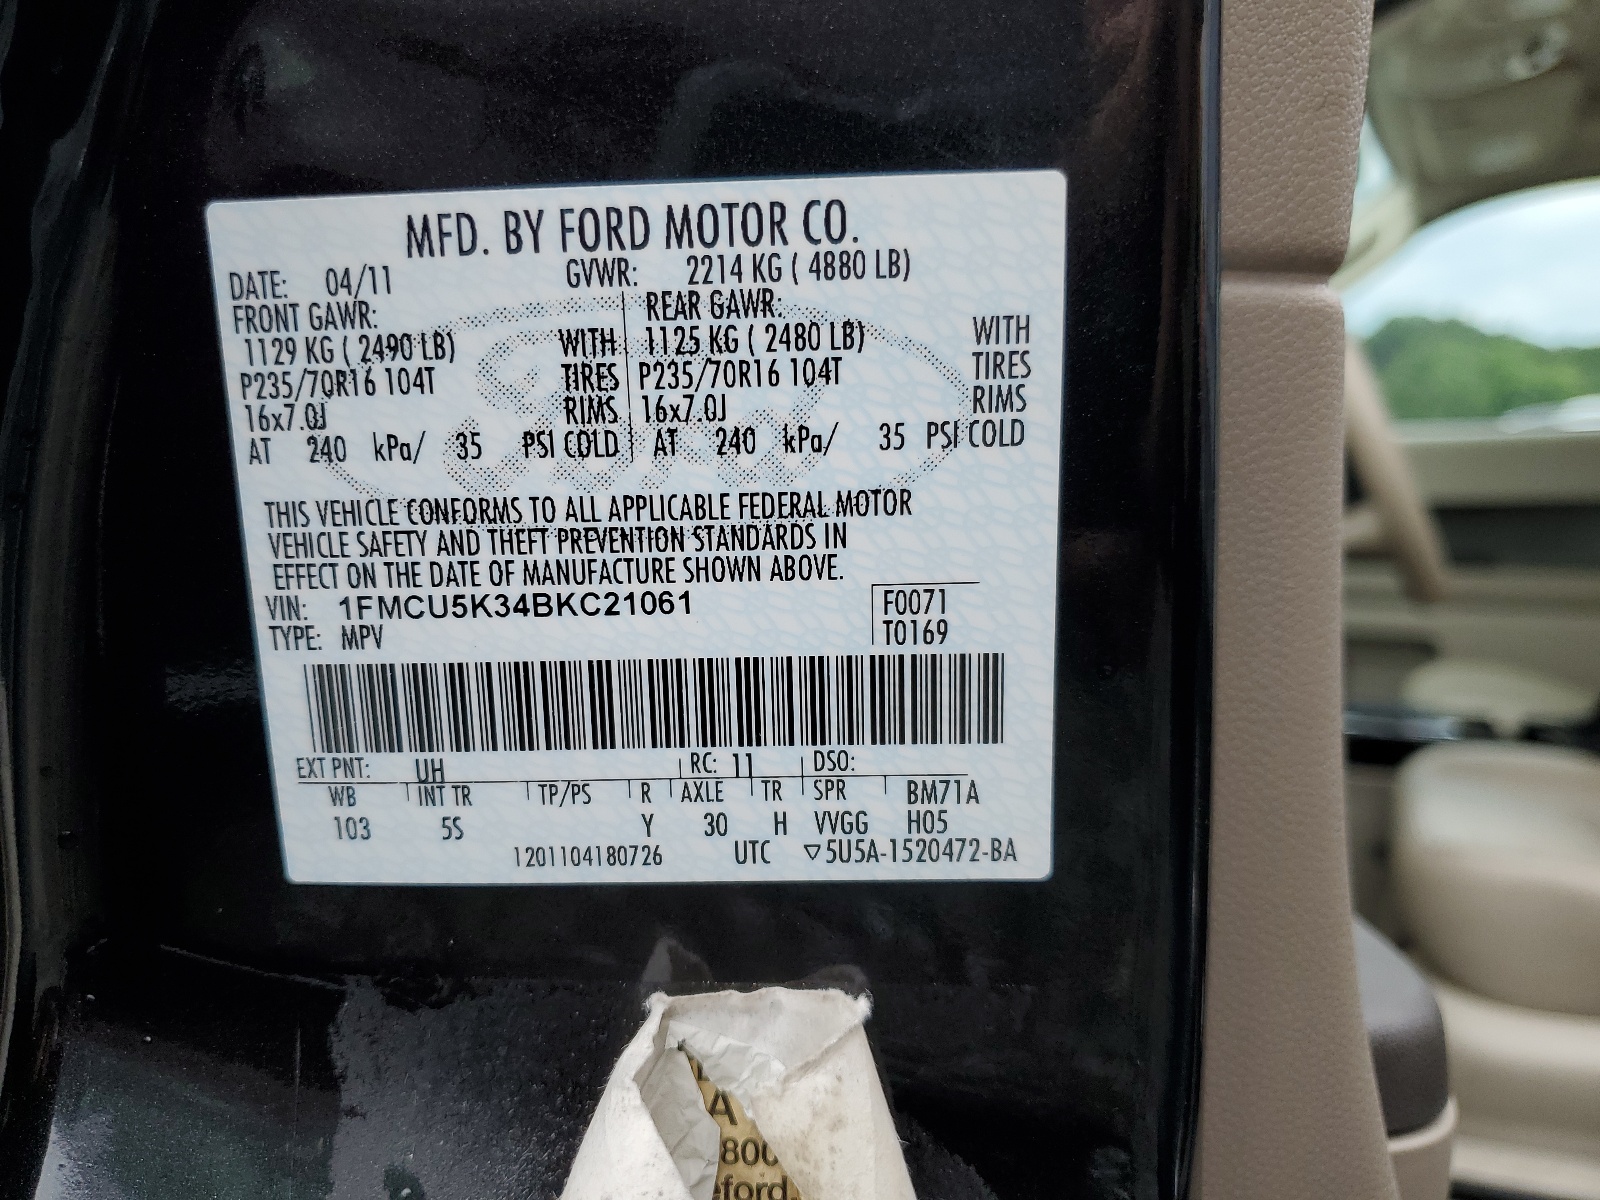 MFD. BY FORD MOTOR CO.
DATE: 04/11 GVWR: 2214 KG ( 4880 LB)
FRONT GAWR: REAR GAWR:
1129 KG ( 2490 LB) WITH 1125 KG ( 2480 LB) WITH
P235/70R16 104T TIRES P235/70R16 104T TIRES
16x7.0J RIMS 16x7.0J RIMS
AT 240 kPa/ 35 PSI COLD AT 240 kPa/ 35 PSI COLD
THIS VEHICLE CONFORMS TO ALL APPLICABLE FEDERAL MOTOR
VEHICLE SAFETY AND THEFT PREVENTION STANDARDS IN
EFFECT ON THE DATE OF MANUFACTURE SHOWN ABOVE.
VIN: 1FMCU5K34BKC21061 F0071
TYPE: MPV T0169
EXT PNT: UH RC: 11 DSO:
WB INT TR TP/PS R AXLE TR SPR BM71A
103 5S Y 30 H VVGG H05
1201104180726 UTC ▽5U5A-1520472-BA
A
800
eford.